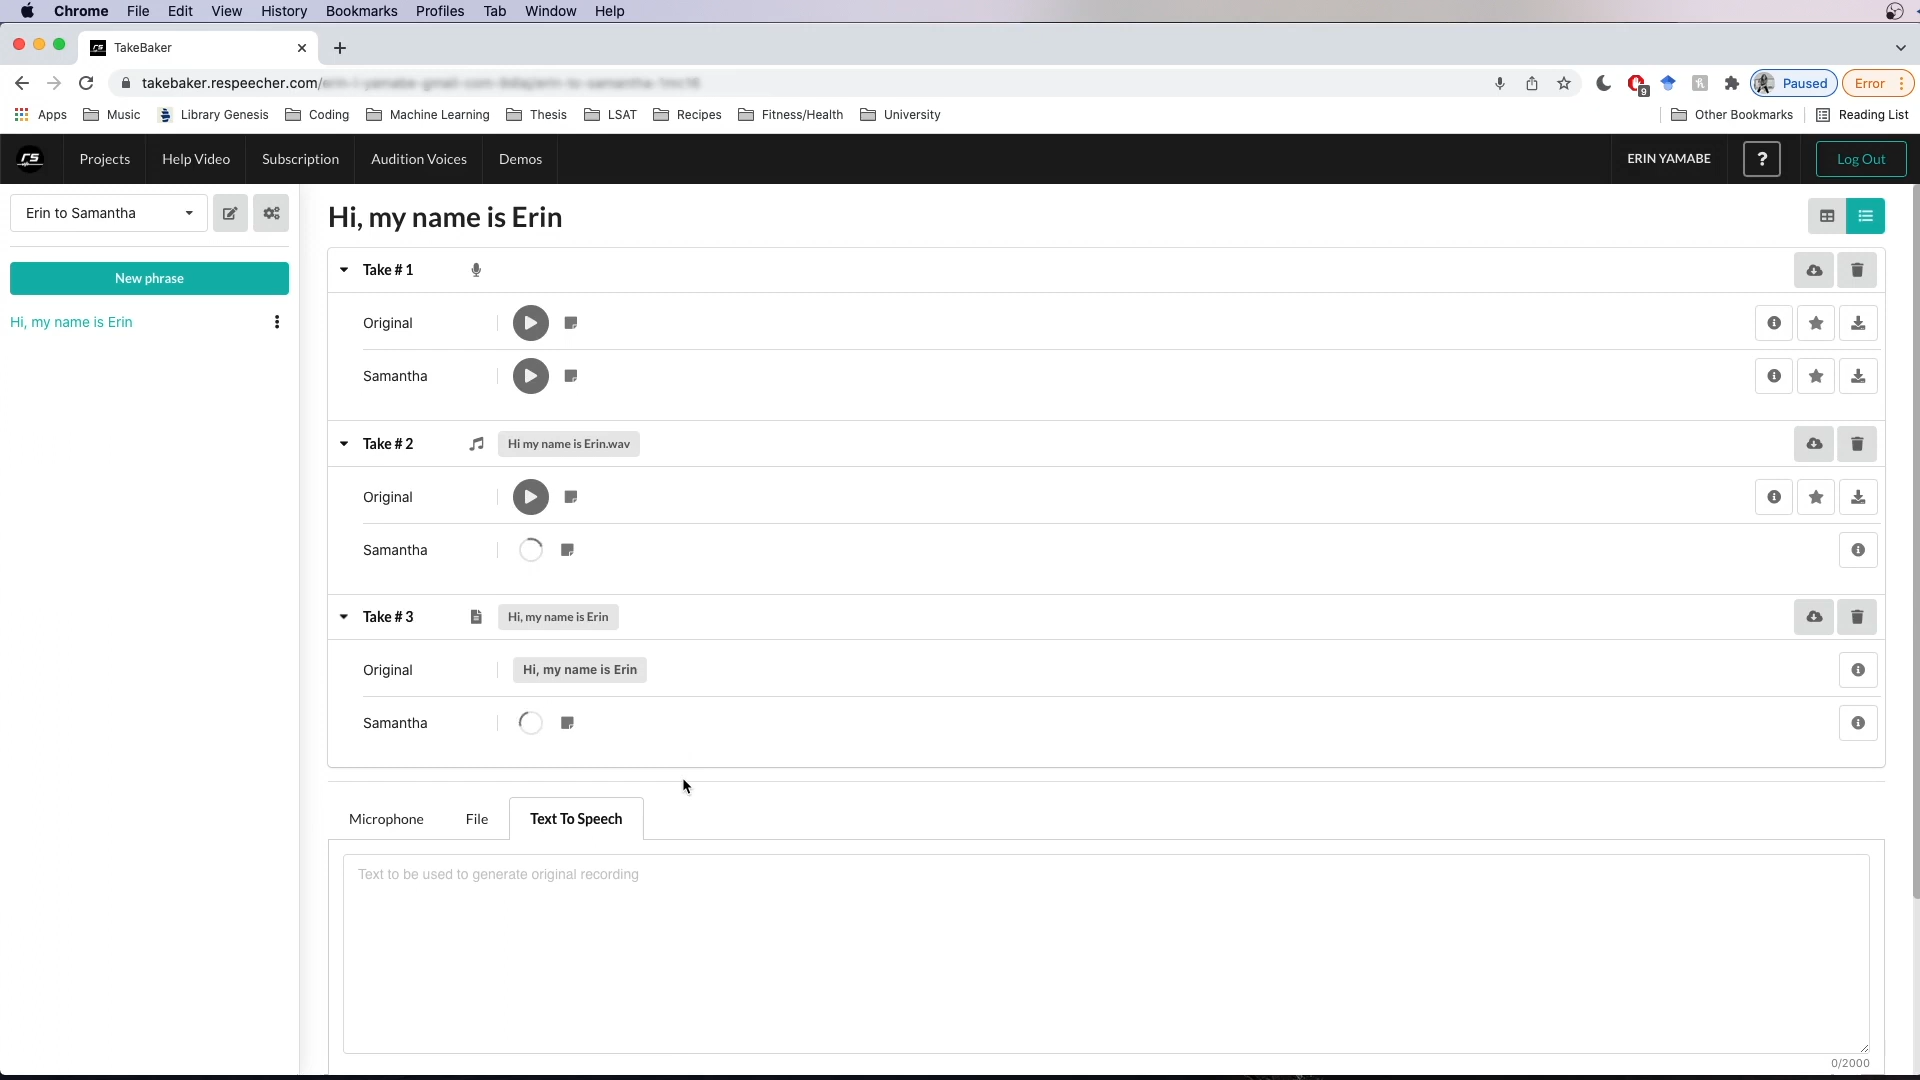 Chrome File Edit View History Bookmarks Profiles Tab Window Help
TakeBaker
takebaker.respeecher.com/
9
Paused
Error
Apps Music Library Genesis Coding Machine Learning Thesis LSAT Recipes Fitness/Health University Other Bookmarks Reading List
rs Projects Help Video Subscription Audition Voices Demos ERIN YAMABE ? Log Out
Erin to Samantha
New phrase
Hi, my name is Erin
Hi, my name is Erin
Take # 1
Original
Samantha
Take # 2 Hi my name is Erin.wav
Original
Samantha
Take # 3 Hi, my name is Erin
Original Hi, my name is Erin
Samantha
Microphone File Text To Speech
Text to be used to generate original recording
0/2000